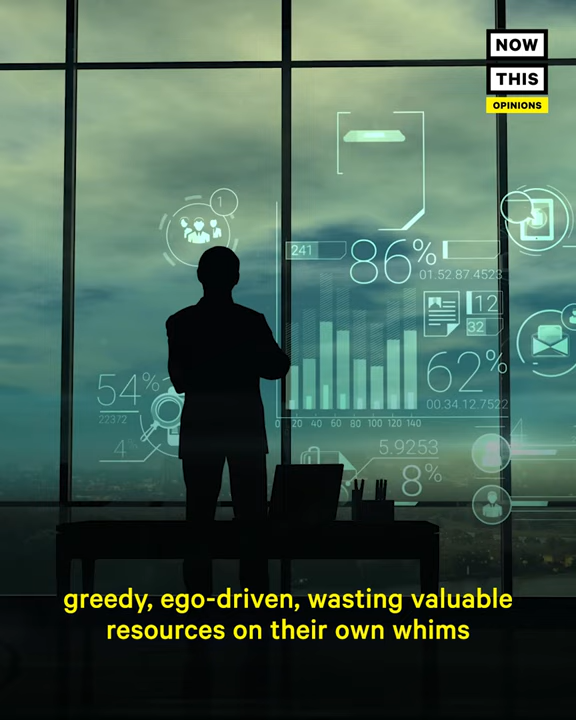 NOW
THIS
OPINIONS
1
241
86%
01.52.87.4523
12
32
62%
00.34.12.7522
54%
22372
4
0 20 40 60 80 100 120 140
5.9253
4
8%
greedy, ego-driven, wasting valuable
resources on their own whims